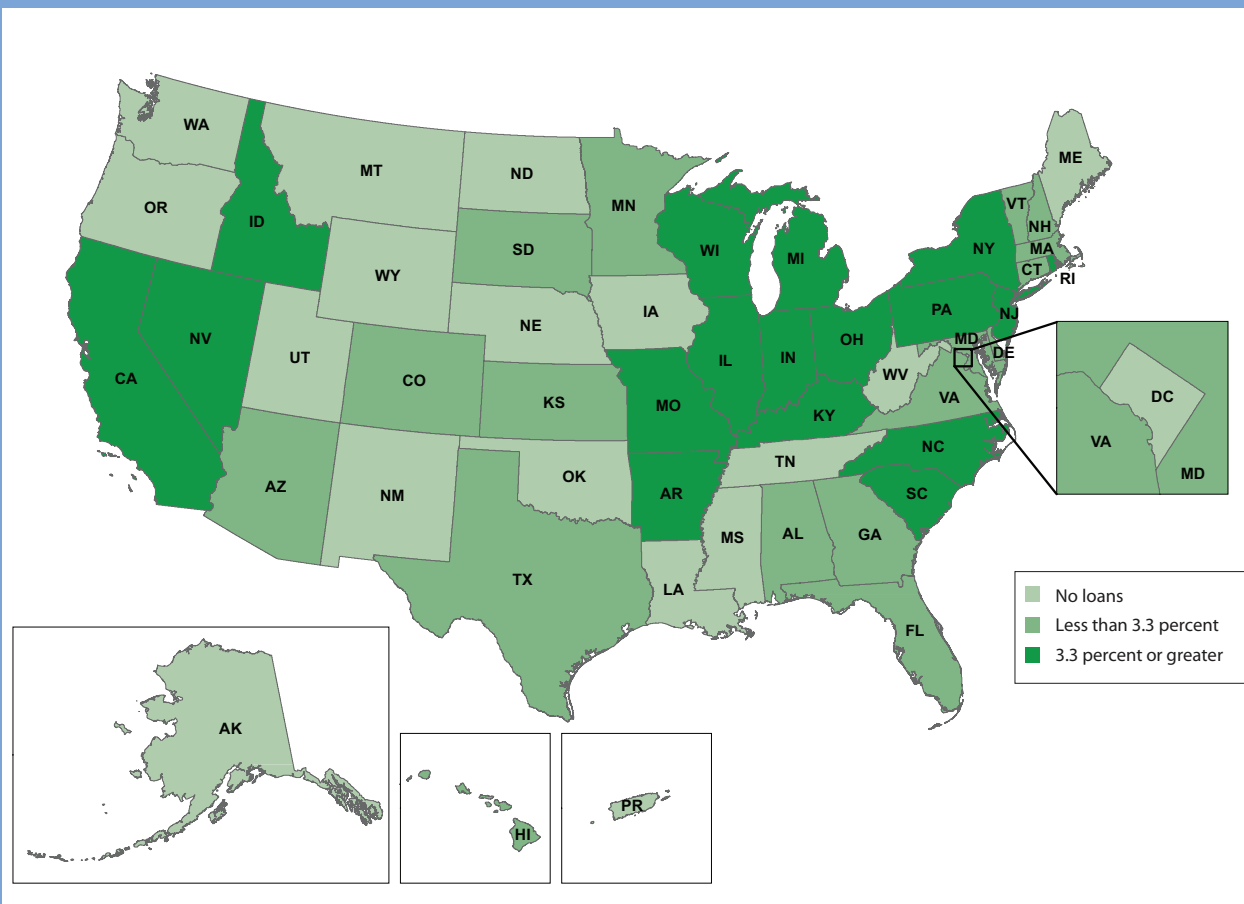 WA
MT
ND
MN
ME
OR
ID
SD
WI
MI
VT
NH
NY
MA
CT
RI
WY
IA
NE
PA
NJ
NV
UT
CO
KS
IL
IN
OH
MD
DE
WV
VA
CA
MO
KY
DC
VA
MD
AZ
NM
OK
AR
TN
NC
SC
MS
AL
GA
TX
LA
FL
No loans
Less than 3.3 percent
3.3 percent or greater
AK
HI
PR